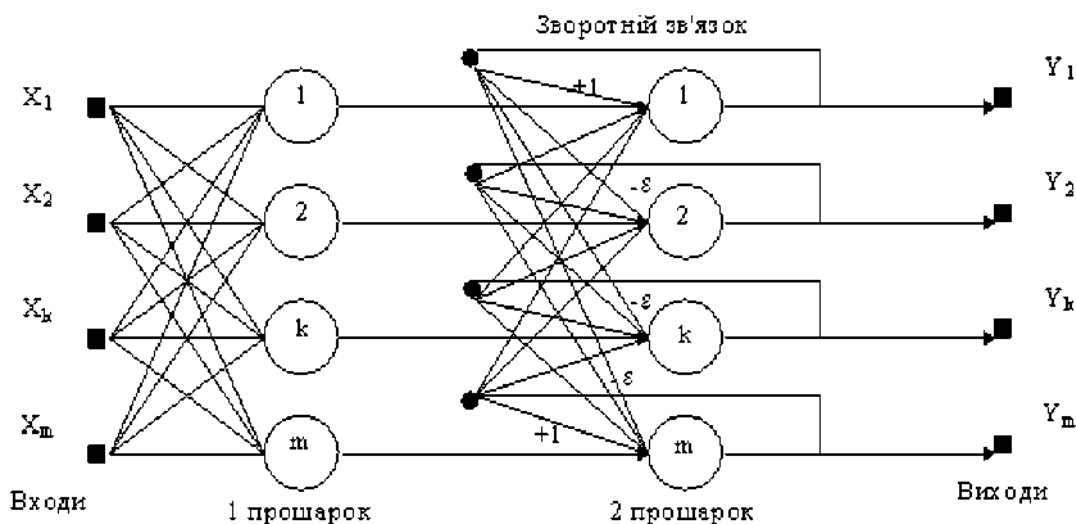 Зворотній зв'язок
X1
1
+1
1
Y1
X2
2
-ε
2
Y2
Xk
k
-ε
k
Yk
-ε
Xm
m
+1
m
Ym
Входи
1 прошарок
2 прошарок
Виходи